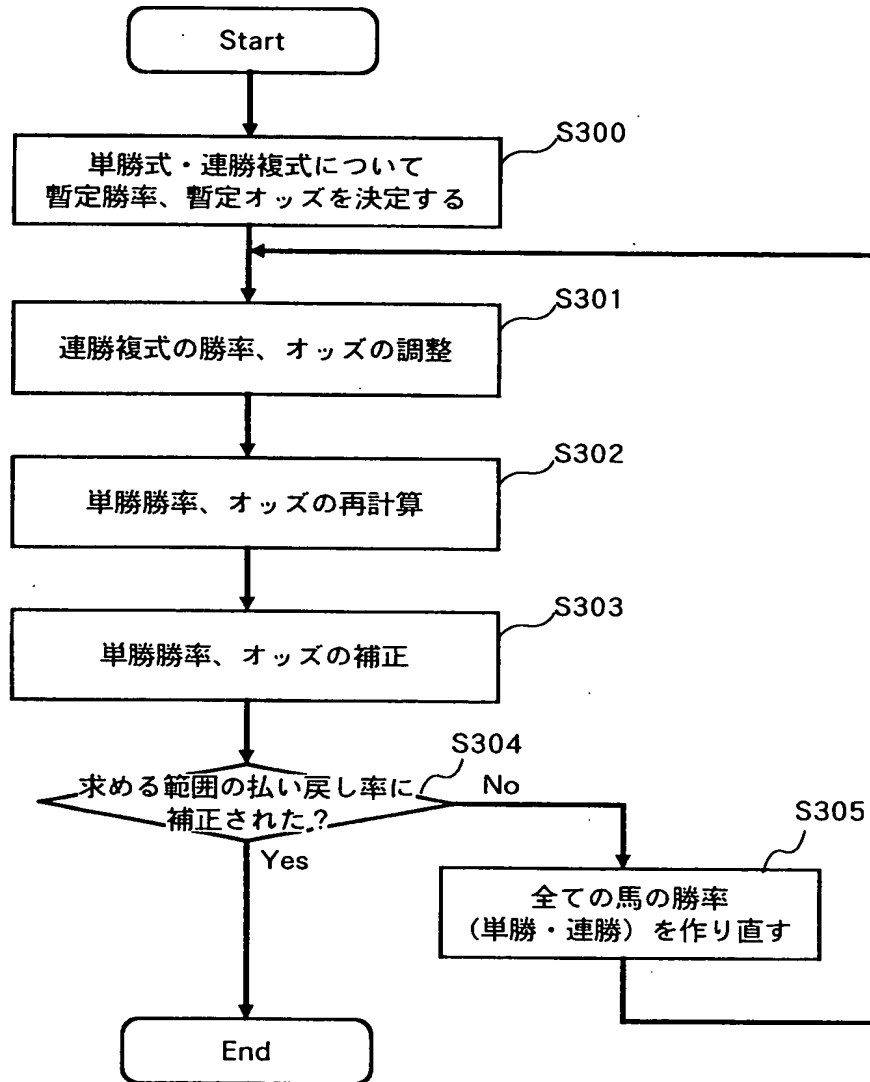 Start
S300
単勝式・連勝複式について
暫定勝率、暫定オッズを決定する
S301
連勝複式の勝率、オッズの調整
S302
単勝勝率、オッズの再計算
S303
単勝勝率、オッズの補正
S304
求める範囲の払い戻し率に
補正された?
No
Yes
S305
全ての馬の勝率
(単勝・連勝)を作り直す
End